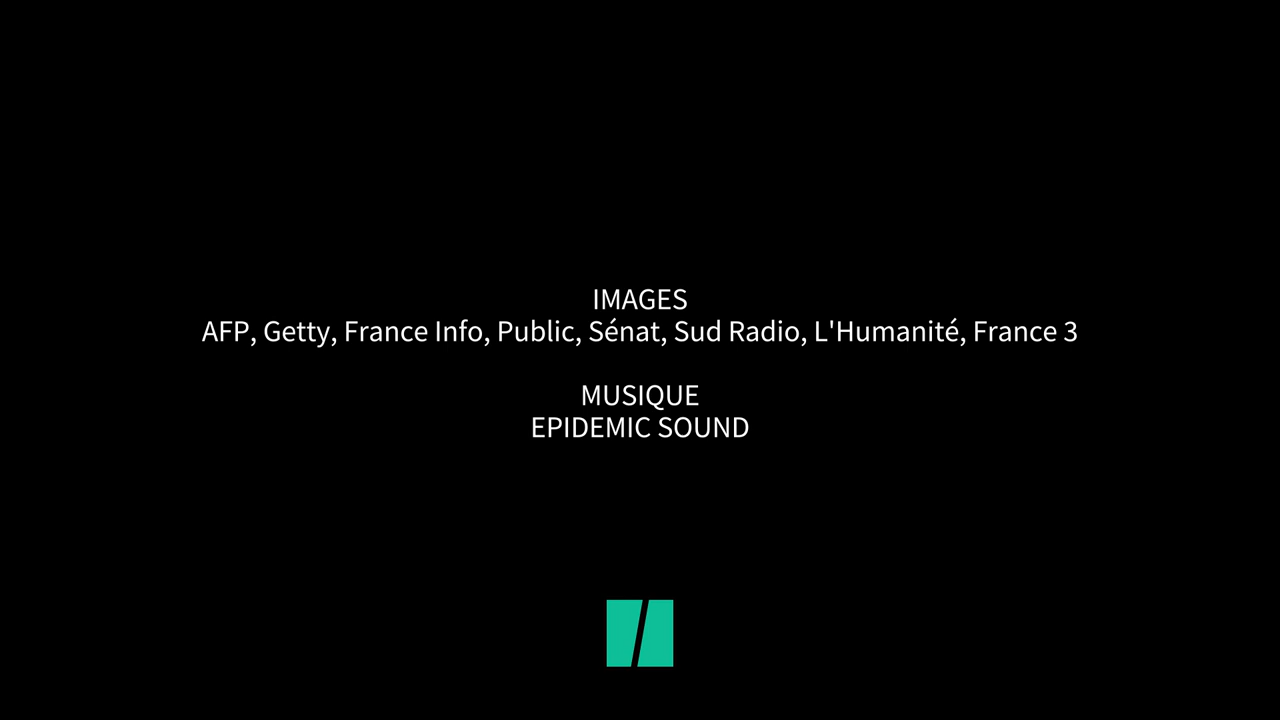 IMAGES
AFP, Getty, France Info, Public, Sénat, Sud Radio, L'Humanité, France 3
MUSIQUE
EPIDEMIC SOUND